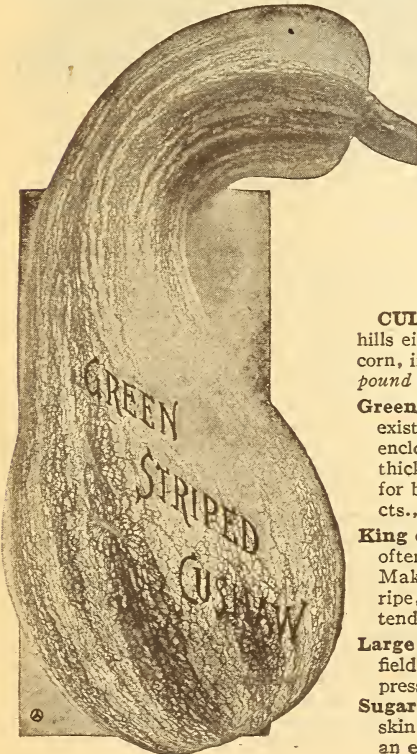 GREEN
STRIPED
CUSHAW
CUL
hills ei
corn, i
pound
Green
exist
enclo
thick
for b
cts.,
King
ofter
Mak
ripe.
tend
Large
field
press
Sugar
skin
an e